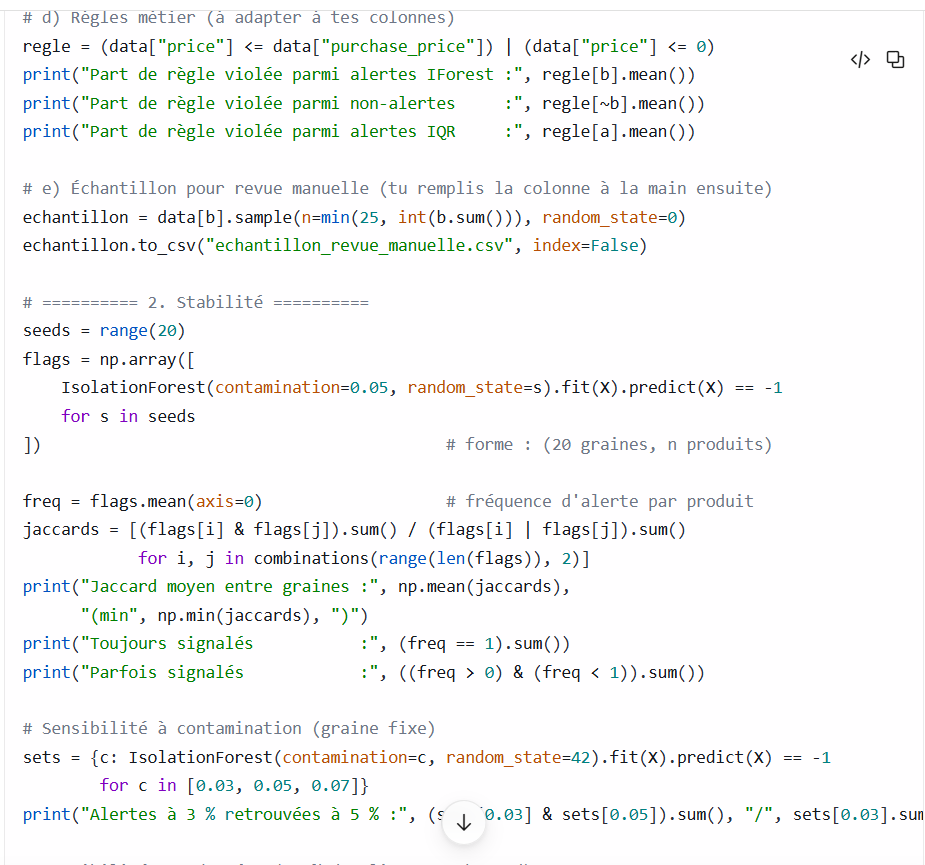 # d) Règles métier (à adapter à tes colonnes)
regle = (data["price"] <= data["purchase_price"]) | (data["price"] <= 0)
print("Part de règle violée parmi alertes IForest :", regle[b].mean())
print("Part de règle violée parmi non-alertes     :", regle[~b].mean())
print("Part de règle violée parmi alertes IQR     :", regle[a].mean())
# e) Échantillon pour revue manuelle (tu remplis la colonne à la main ensuite)
echantillon = data[b].sample(n=min(25, int(b.sum())), random_state=0)
echantillon.to_csv("echantillon_revue_manuelle.csv", index=False)
# ========== 2. Stabilité ==========
seeds = range(20)
flags = np.array([
    IsolationForest(contamination=0.05, random_state=s).fit(X).predict(X) == -1
    for s in seeds
])                                          # forme : (20 graines, n produits)
freq = flags.mean(axis=0)                   # fréquence d'alerte par produit
jaccards = [(flags[i] & flags[j]).sum() / (flags[i] | flags[j]).sum()
            for i, j in combinations(range(len(flags)), 2)]
print("Jaccard moyen entre graines :", np.mean(jaccards),
      "(min", np.min(jaccards), ")")
print("Toujours signalés           :", (freq == 1).sum())
print("Parfois signalés            :", ((freq > 0) & (freq < 1)).sum())
# Sensibilité à contamination (graine fixe)
sets = {c: IsolationForest(contamination=c, random_state=42).fit(X).predict(X) == -1
        for c in [0.03, 0.05, 0.07]}
print("Alertes à 3 % retrouvées à 5 % :", (s 0.03] & sets[0.05]).sum(), "/", sets[0.03].sum